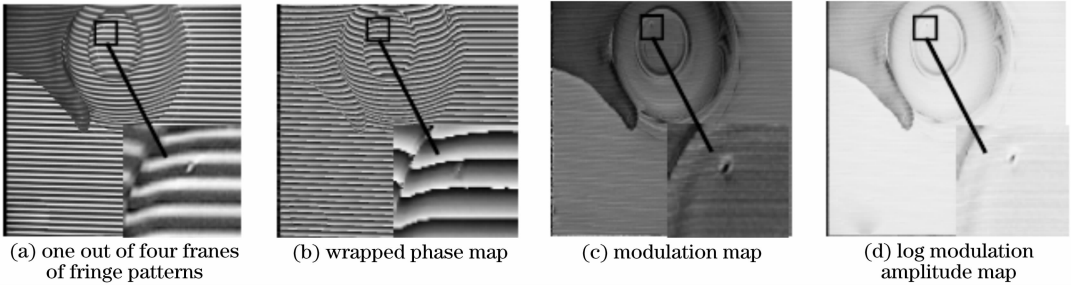 (a) one out of four franes
of fringe patterns
(b) wrapped phase map
(c) modulation map
(d) log modulation
amplitude map